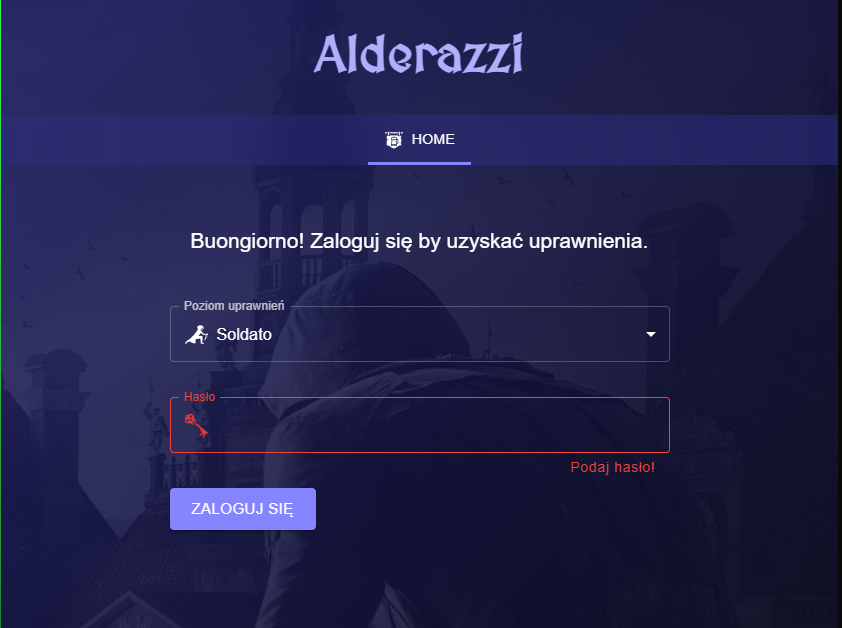 Alderazzi
HOME
Buongiorno! Zaloguj się by uzyskać uprawnienia.
Poziom uprawnień
Soldato
Hasło
Podaj hasło!
ZALOGUJ SIĘ